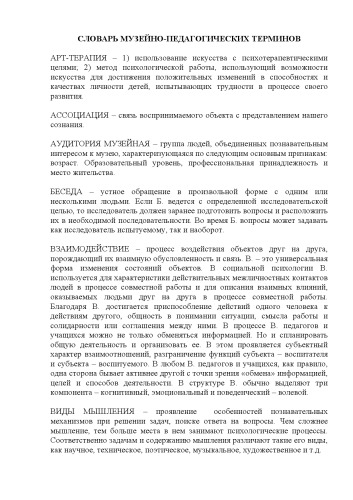 СЛОВАРЬ МУЗЕЙНО-ПЕДАГОГИЧЕСКИХ ТЕРМИНОВ
АРТ-ТЕРАПИЯ – 1) использование искусства с психотерапевтическими
целями; 2) метод психологической работы, использующий возможности
искусства для достижения положительных изменений в способностях и
качествах личности детей, испытывающих трудности в процессе своего
развития.
АССОЦИАЦИЯ – связь воспринимаемого объекта с представлением нашего
сознания.
АУДИТОРИЯ МУЗЕЙНАЯ – группа людей, объединенных познавательным
интересом к музею, характеризующаяся по следующим основным признакам:
возраст. Образовательный уровень, профессиональная принадлежность и
место жительства.
БЕСЕДА – устное обращение в произвольной форме с одним или
несколькими людьми. Если Б. ведется с определенной исследовательской
целью, то исследователь должен заранее подготовить вопросы и расположить
их в необходимой последовательности. Во время Б. вопросы может задавать
как исследователь испытуемому, так и наоборот.
ВЗАИМОДЕЙСТВИЕ – процесс воздействия объектов друг на друга,
порождающий их взаимную обусловленность и связь. В. – это универсальная
форма изменения состояний объектов. В социальной психологии В.
используется для характеристики действительных межличностных контактов
людей в процессе совместной работы и для описания взаимных влияний,
оказываемых людьми друг на друга в процессе совместной работы.
Благодаря В. достигается приспособление действий одного человека к
действиям другого, общность в понимании ситуации, смысла работы и
солидарности или соглашения между ними. В процессе В. педагогов и
учащихся можно не только обменяться информацией. Но и спланировать
общую деятельность и организовать ее. В этом проявляется субъектный
характер взаимоотношений, разграничение функций субъекта – воспитателя
и субъекта – воспитуемого. В любом В. педагогов и учащихся, как правило,
одна сторона бывает активнее другой с точки зрения «обмена» информацией,
целей и способов деятельности. В структуре В. обычно выделяют три
компонента – когнитивный, эмоциональный и поведенческий – волевой.
ВИДЫ МЫШЛЕНИЯ – проявление особенностей познавательных
механизмов при решении задач, поиске ответа на вопросы. Чем сложнее
мышление, тем больше места в нем занимают психологические процессы.
Соответственно задачам и содержанию мышления различают такие его виды,
как научное, техническое, поэтическое, музыкальное, художественное и т.д.